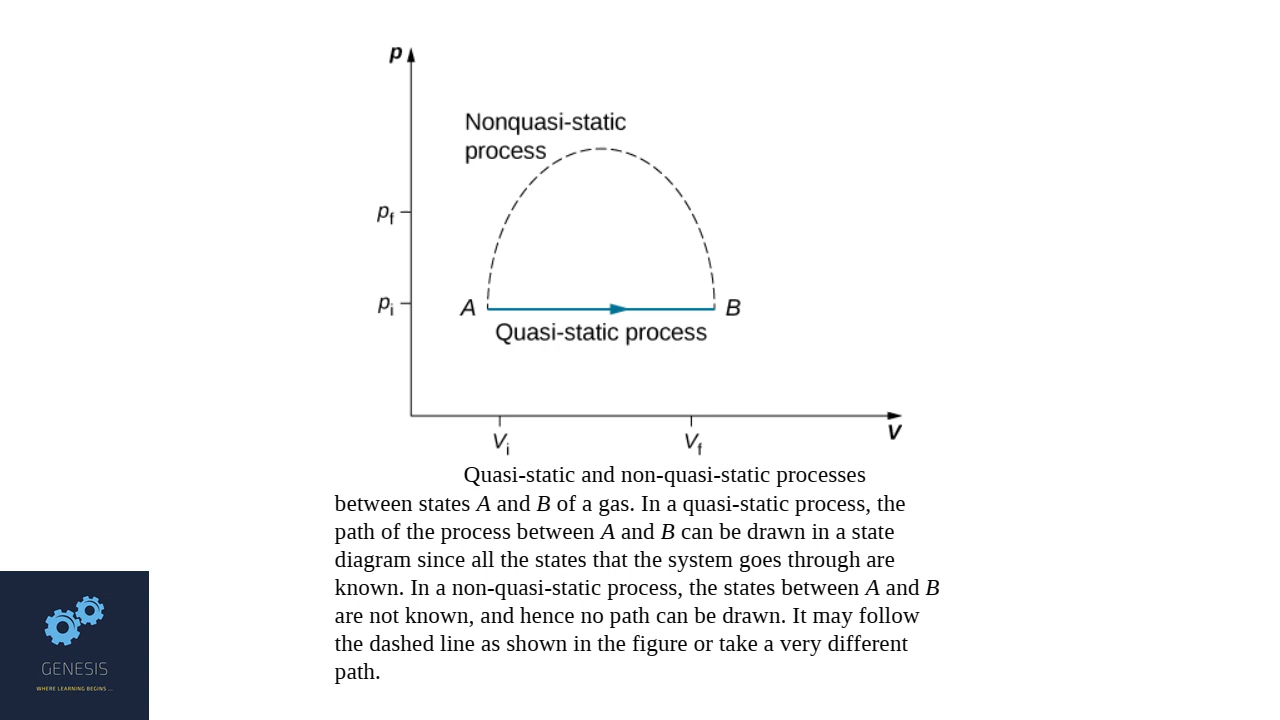 p
Nonquasi-static
process
pf
pi
A
B
Quasi-static process
Vi
Vf
V
Quasi-static and non-quasi-static processes
between states A and B of a gas. In a quasi-static process, the
path of the process between A and B can be drawn in a state
diagram since all the states that the system goes through are
known. In a non-quasi-static process, the states between A and B
are not known, and hence no path can be drawn. It may follow
the dashed line as shown in the figure or take a very different
path.
GENESIS
WHERE LEARNING BEGINS ...